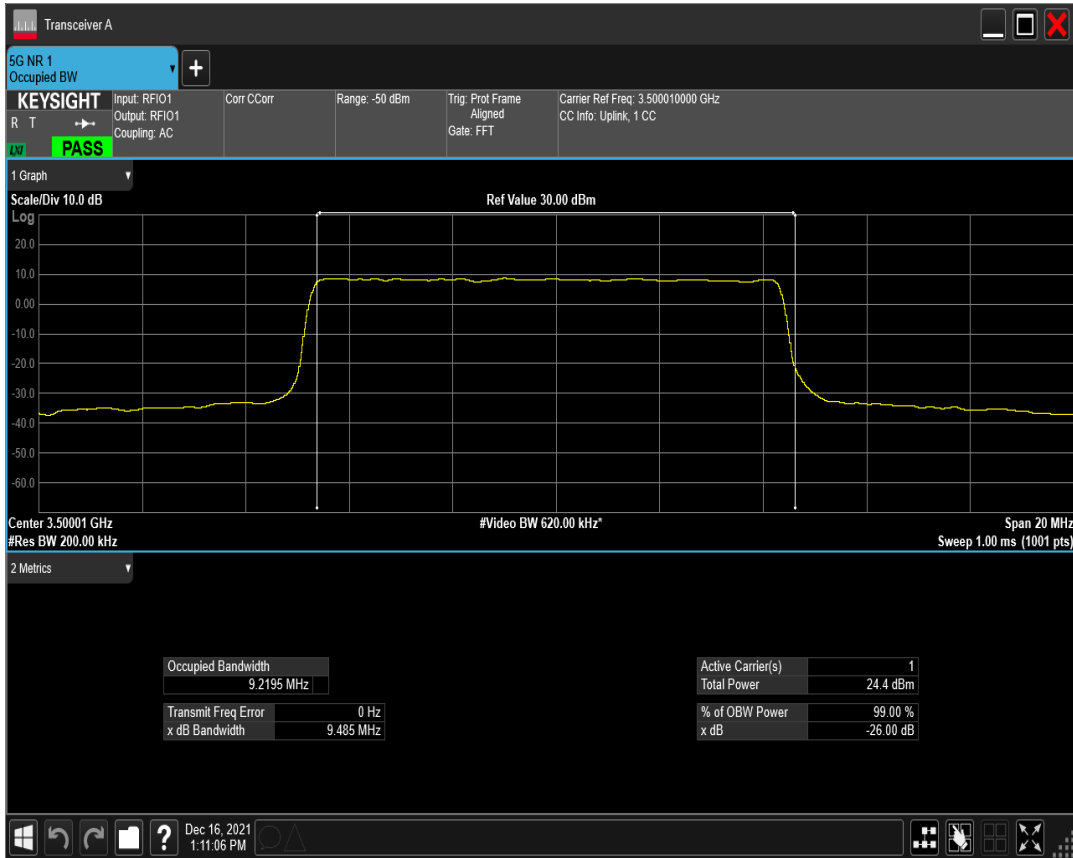 Transceiver A
5G NR 1
Occupied BW
KEYSIGHT
R T
LXI
PASS
Input: RFIO1
Output: RFIO1
Coupling: AC
Corr CCorr
Range: -50 dBm
Trig: Prot Frame
Aligned
Gate: FFT
Carrier Ref Freq: 3.500010000 GHz
CC Info: Uplink, 1 CC
1 Graph
Scale/Div 10.0 dB
Ref Value 30.00 dBm
Log
20.0
10.0
0.00
-10.0
-20.0
-30.0
-40.0
-50.0
-60.0
Center 3.50001 GHz
#Video BW 620.00 kHz*
Span 20 MHz
#Res BW 200.00 kHz
Sweep 1.00 ms (1001 pts)
2 Metrics
Occupied Bandwidth
9.2195 MHz
Transmit Freq Error 0 Hz
x dB Bandwidth 9.485 MHz
Active Carrier(s) 1
Total Power 24.4 dBm
% of OBW Power 99.00 %
x dB -26.00 dB
?
Dec 16, 2021
1:11:06 PM